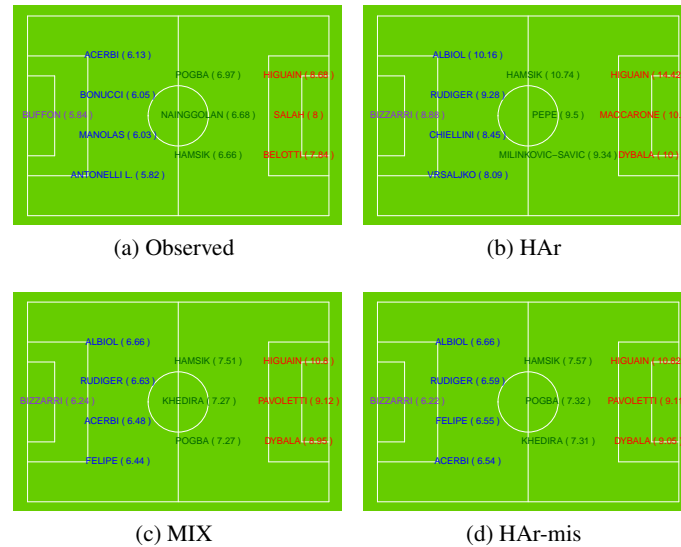 ACERBI ( 6.13 )
POGBA ( 6.97 )
HIGUAIN ( 8.68 )
BONUCCI ( 6.05 )
BUFFON ( 5.84 )
NAINGGOLAN ( 6.68 )
SALAH ( 8 )
MANOLAS ( 6.03 )
HAMSIK ( 6.66 )
BELOTTI ( 7.84 )
ANTONELLI L. ( 5.82 )
(a) Observed
ALBIOL ( 10.16 )
HAMSIK ( 10.74 )
HIGUAIN ( 14.42
RUDIGER ( 9.28 )
BIZZARRI ( 8.88 )
PEPE ( 9.5 )
MACCARONE ( 10.
CHIELLINI ( 8.45 )
MILINKOVIC−SAVIC ( 9.34 )
DYBALA ( 10 )
VRSALJKO ( 8.09 )
(b) HAr
ALBIOL ( 6.66 )
HAMSIK ( 7.51 )
HIGUAIN ( 10.8 )
RUDIGER ( 6.63 )
BIZZARRI ( 6.24 )
KHEDIRA ( 7.27 )
PAVOLETTI ( 9.12 )
ACERBI ( 6.48 )
POGBA ( 7.27 )
DYBALA ( 8.95 )
FELIPE ( 6.44 )
(c) MIX
ALBIOL ( 6.66 )
HAMSIK ( 7.57 )
HIGUAIN ( 10.82
RUDIGER ( 6.59 )
BIZZARRI ( 6.22 )
POGBA ( 7.32 )
PAVOLETTI ( 9.11
FELIPE ( 6.55 )
KHEDIRA ( 7.31 )
DYBALA ( 9.05 )
ACERBI ( 6.54 )
(d) HAr-mis